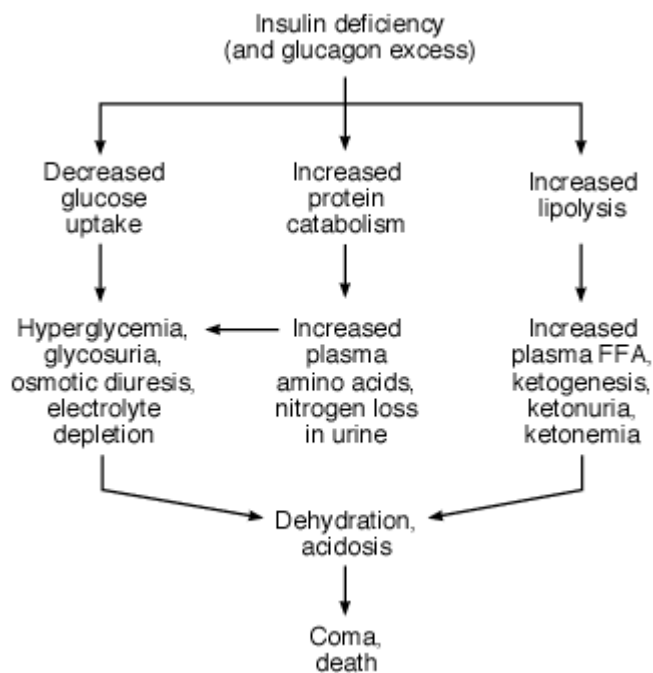 Insulin deficiency
(and glucagon excess)
Decreased
glucose
uptake
Increased
protein
catabolism
Increased
lipolysis
Hyperglycemia,
glycosuria,
osmotic diuresis,
electrolyte
depletion
Increased
plasma
amino acids,
nitrogen loss
in urine
Increased
plasma FFA,
ketogenesis,
ketonuria,
ketonemia
Dehydration,
acidosis
Coma,
death